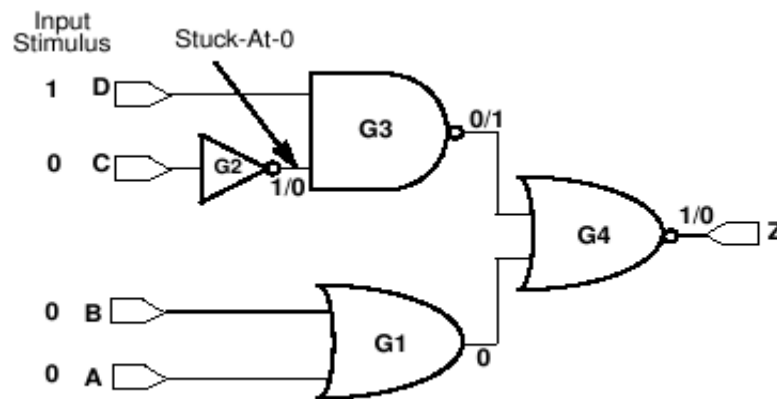 Input
Stimulus
Stuck-At-0
1 D
G3
0/1
0 C
G2
1/0
G4
1/0
Z
0 B
G1
0
0 A